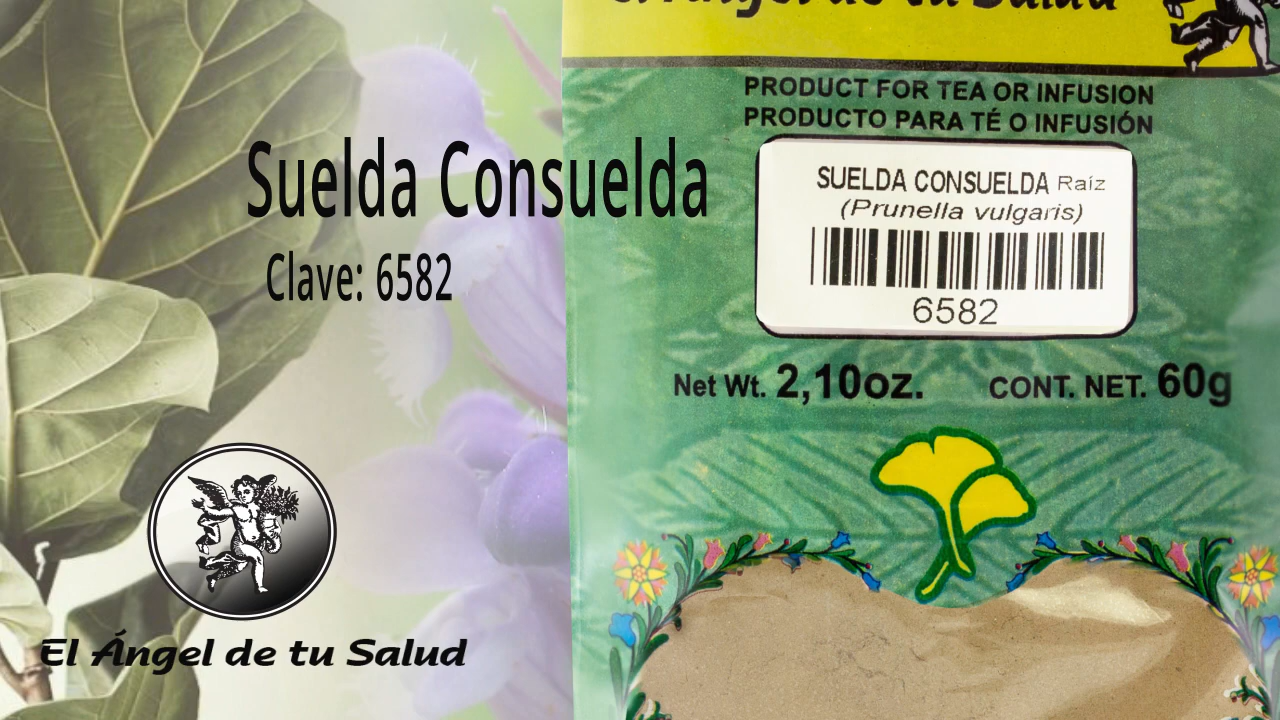 Suelda Consuelda
Clave: 6582
El Ángel de tu Salud
El Ángel de tu Salud
PRODUCT FOR TEA OR INFUSION
PRODUCTO PARA TÉ O INFUSIÓN
SUELDA CONSUELDA Raíz
(Prunella vulgaris)
6582
Net Wt. 2,10oz. CONT. NET. 60g